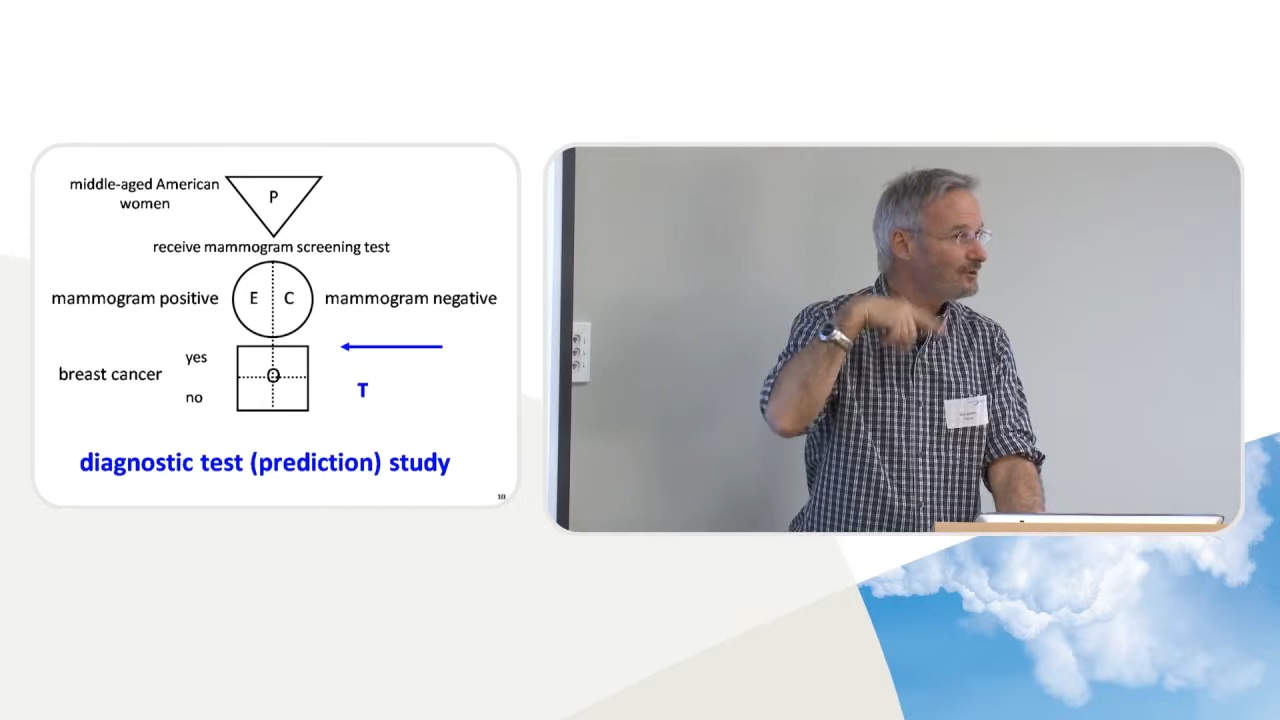 middle-aged American
women
P
receive mammogram screening test
mammogram positive
E
C
mammogram negative
yes
breast cancer
O
no
T
diagnostic test (prediction) study
10